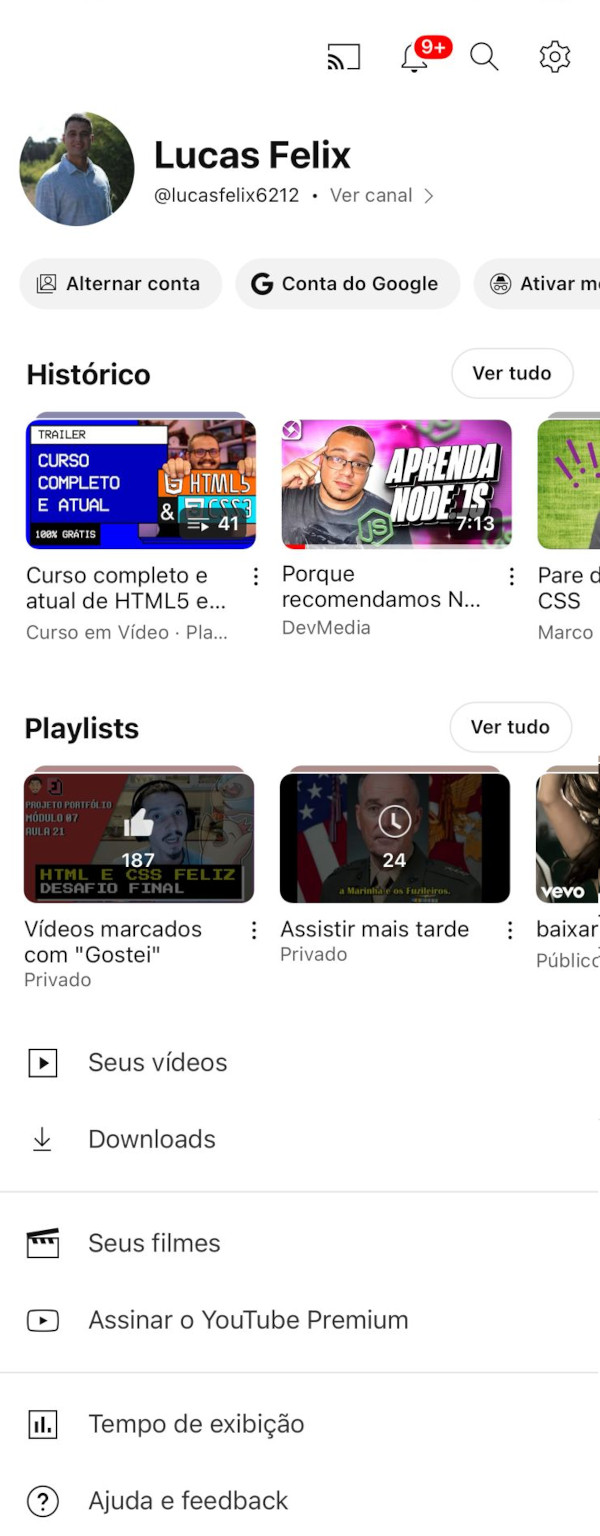 9+
Lucas Felix
@lucasfelix6212 • Ver canal
Alternar conta
Conta do Google
Ativar m
Histórico
Ver tudo
TRAILER
CURSO
COMPLETO
E ATUAL
100% GRÁTIS
HTML5
&
CSS3
41
APRENDA
NODE.JS
JS
7:13
Curso completo e
atual de HTML5 e...
Curso em Vídeo · Pla...
Porque
recomendamos N...
DevMedia
!!!
Pare d
CSS
Marco
Playlists
Ver tudo
PROJETO PORTFÓLIO
MÓDULO 07
AULA 21
187
HTML E CSS FELIZ
DESAFIO FINAL
24
a Marinha e os Fuzileiros.
vevo
Vídeos marcados
com "Gostei"
Privado
Assistir mais tarde
Privado
baixar
Público
Seus vídeos
Downloads
Seus filmes
Assinar o YouTube Premium
Tempo de exibição
Ajuda e feedback